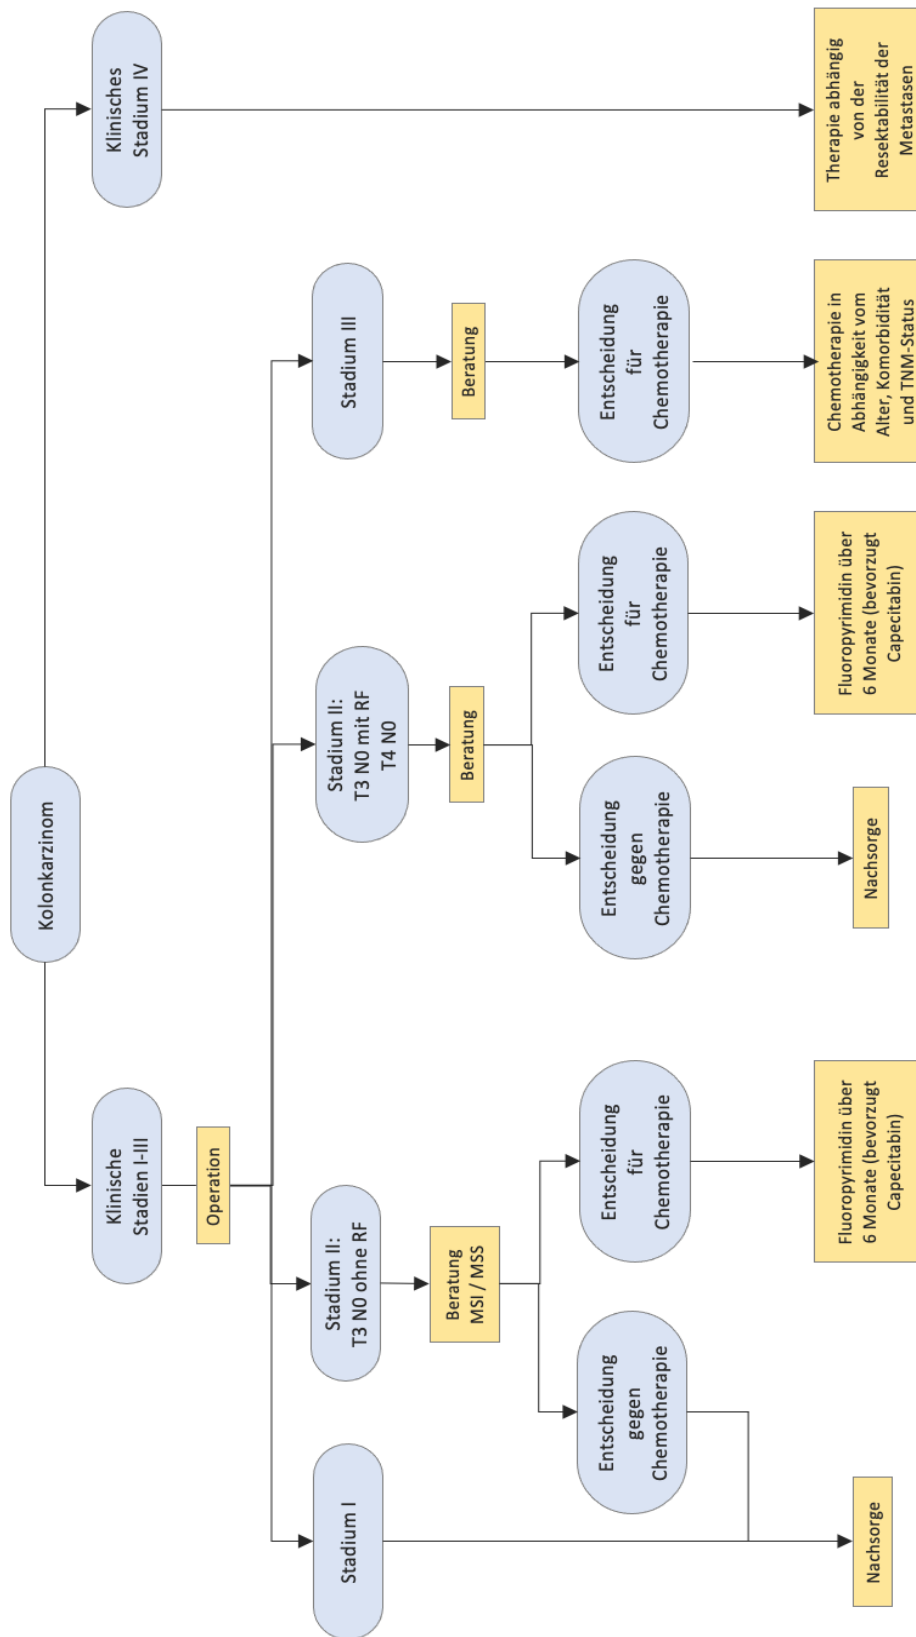 Kolonkarzinom
Klinische
Stadien I-III
Klinisches
Stadium IV
Operation
Stadium I
Stadium II:
T3 N0 ohne RF
Stadium II:
T3 N0 mit RF
T4 N0
Stadium III
Beratung
MSI / MSS
Beratung
Beratung
Entscheidung
gegen
Chemotherapie
Entscheidung
für
Chemotherapie
Entscheidung
gegen
Chemotherapie
Entscheidung
für
Chemotherapie
Entscheidung
für
Chemotherapie
Nachsorge
Fluoropyrimidin über
6 Monate (bevorzugt
Capecitabin)
Nachsorge
Fluoropyrimidin über
6 Monate (bevorzugt
Capecitabin)
Chemotherapie in
Abhängigkeit vom
Alter, Komorbidität
und TNM-Status
Therapie abhängig
von der
Resektabilität der
Metastasen